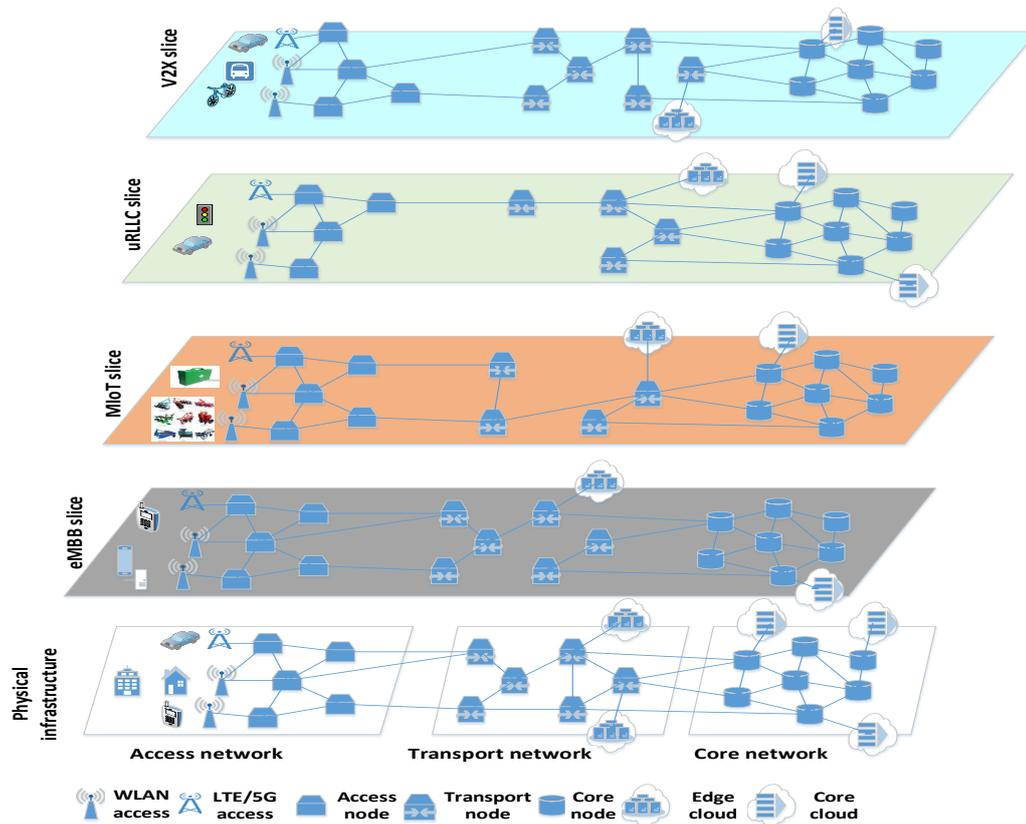 V2X slice
uRLLC slice
MIoT slice
eMBB slice
Physical
infrastructure
Access network
Transport network
Core network
WLAN
access
LTE/5G
access
Access
node
Transport
node
Core
node
Edge
cloud
Core
cloud